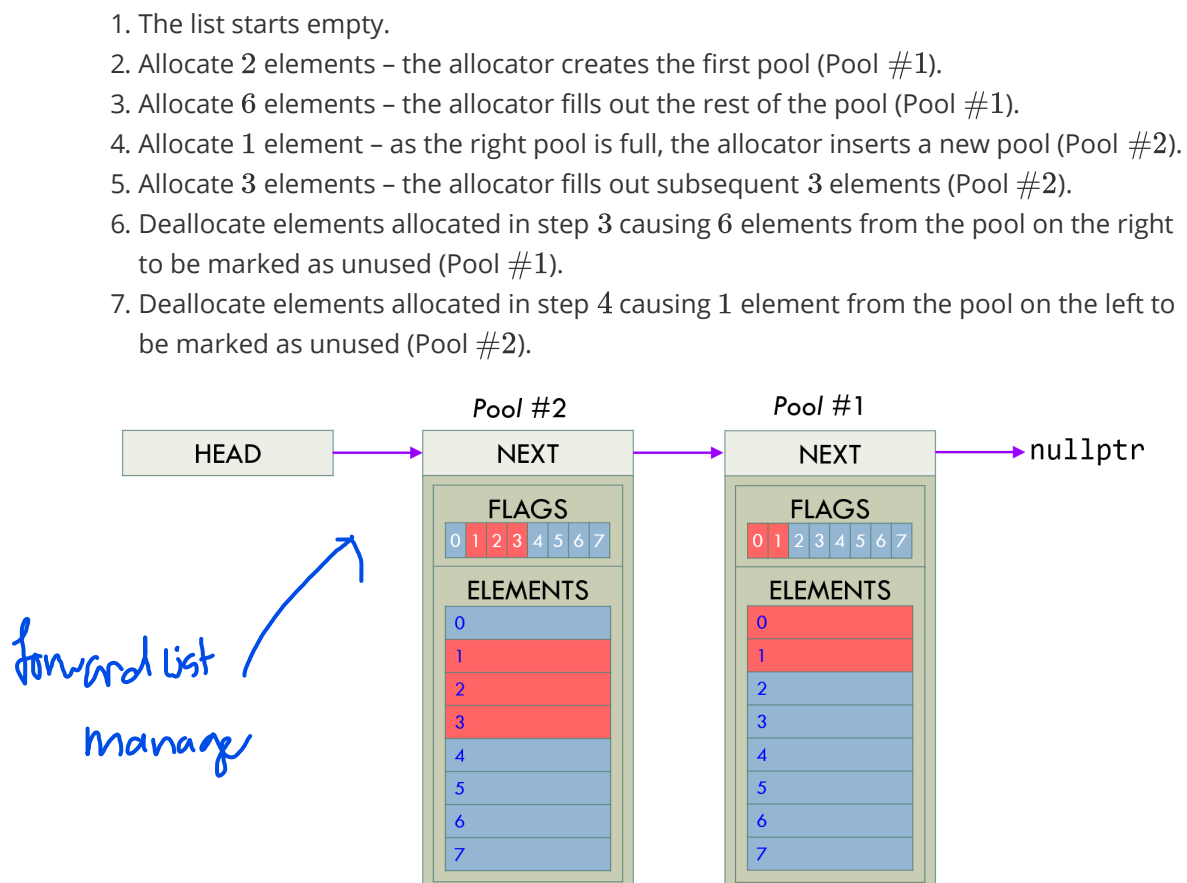 1. The list starts empty.
2. Allocate 2 elements – the allocator creates the first pool (Pool #1).
3. Allocate 6 elements – the allocator fills out the rest of the pool (Pool #1).
4. Allocate 1 element – as the right pool is full, the allocator inserts a new pool (Pool #2).
5. Allocate 3 elements – the allocator fills out subsequent 3 elements (Pool #2).
6. Deallocate elements allocated in step 3 causing 6 elements from the pool on the right
to be marked as unused (Pool #1).
7. Deallocate elements allocated in step 4 causing 1 element from the pool on the left to
be marked as unused (Pool #2).
Pool #2 Pool #1
HEAD NEXT NEXT nullptr
FLAGS FLAGS
0 1 2 3 4 5 6 7 0 1 2 3 4 5 6 7
ELEMENTS ELEMENTS
0 0
1 1
2 2
3 3
4 4
5 5
6 6
7 7
forward list
manage